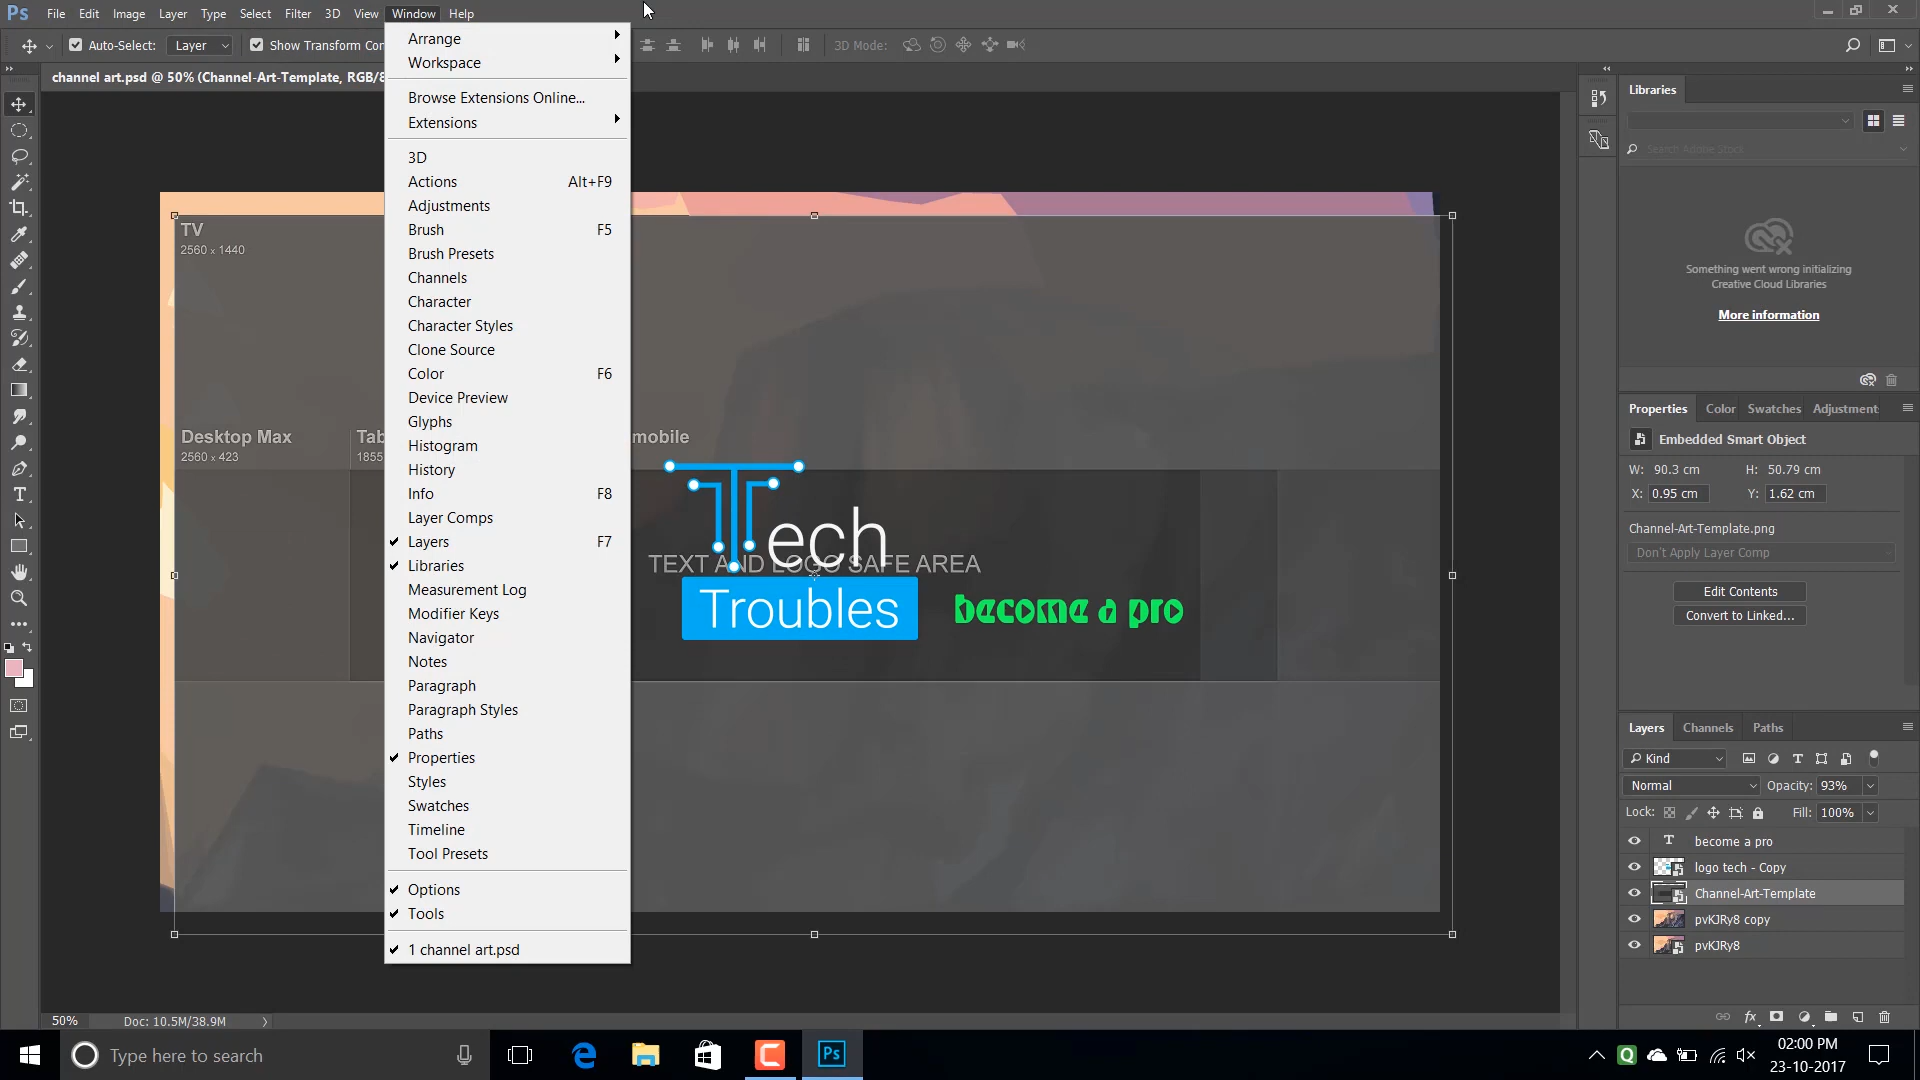 Ps File Edit Image Layer Type Select Filter 3D View Window Help
Auto-Select: Layer Show Transform Con 3D Mode:
channel art.psd @ 50% (Channel-Art-Template, RGB/8
Arrange
Workspace
Browse Extensions Online...
Extensions
3D
Actions Alt+F9
Adjustments
Brush F5
Brush Presets
Channels
Character
Character Styles
Clone Source
Color F6
Device Preview
Glyphs
Histogram
History
Info F8
Layer Comps
Layers F7
Libraries
Measurement Log
Modifier Keys
Navigator
Notes
Paragraph
Paragraph Styles
Paths
Properties
Styles
Swatches
Timeline
Tool Presets
Options
Tools
1 channel art.psd
TV
2560 x 1440
Desktop Max Tab mobile
2560 x 423 1855
Tech
TEXT AND LOGO SAFE AREA
Troubles become a pro
Libraries
Search Adobe Stock
Something went wrong initializing
Creative Cloud Libraries
More information
Properties Color Swatches Adjustment
Embedded Smart Object
W: 90.3 cm H: 50.79 cm
X: 0.95 cm Y: 1.62 cm
Channel-Art-Template.png
Don't Apply Layer Comp
Edit Contents
Convert to Linked...
Layers Channels Paths
Kind
Normal Opacity: 93%
Lock: Fill: 100%
T become a pro
logo tech - Copy
Channel-Art-Template
pvKJRy8 copy
pvKJRy8
fx
50% Doc: 10.5M/38.9M
Type here to search
Ps
02:00 PM
23-10-2017